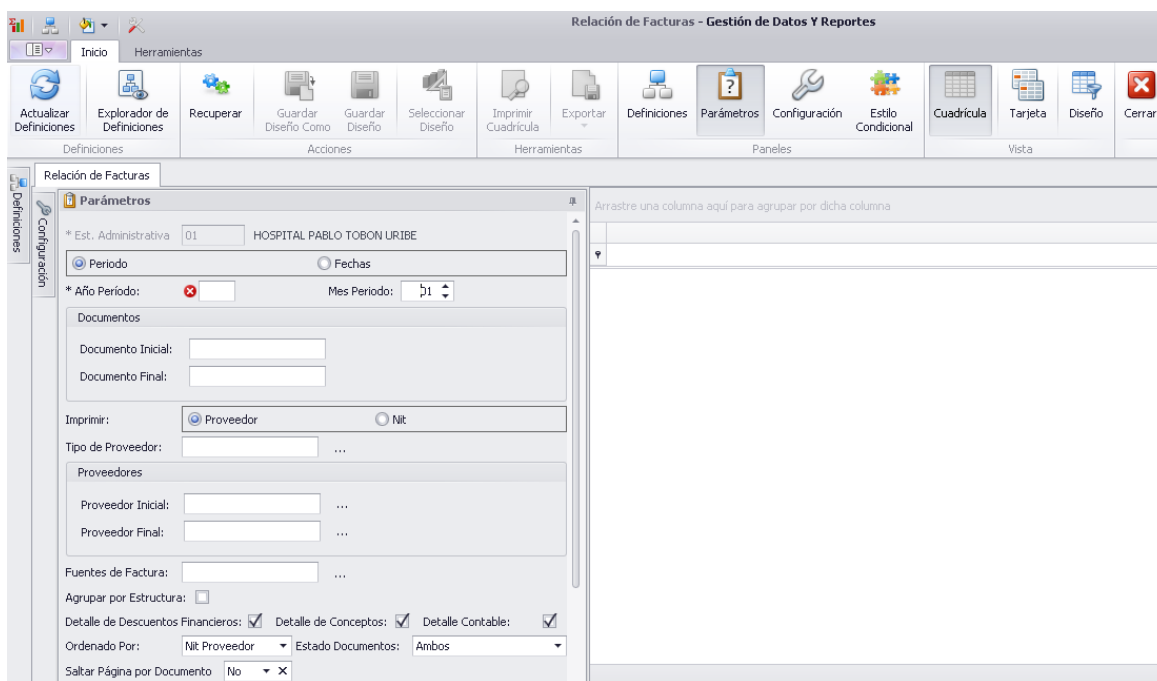 Relación de Facturas - Gestión de Datos Y Reportes
Inicio Herramientas
Actualizar Definiciones
Explorador de Definiciones
Recuperar
Guardar Diseño Como
Guardar Diseño
Seleccionar Diseño
Imprimir Cuadrícula
Exportar
Definiciones
Parámetros
Configuración
Estilo Condicional
Cuadrícula
Tarjeta
Diseño
Cerrar
Definiciones Acciones Herramientas Paneles Vista
Relación de Facturas
Definiciones
Configuración
Parámetros
Arrastre una columna aquí para agrupar por dicha columna
* Est. Administrativa 01 HOSPITAL PABLO TOBON URIBE
Periodo Fechas
* Año Período: Mes Periodo: 01
Documentos
Documento Inicial:
Documento Final:
Imprimir: Proveedor Nit
Tipo de Proveedor: ...
Proveedores
Proveedor Inicial: ...
Proveedor Final: ...
Fuentes de Factura: ...
Agrupar por Estructura:
Detalle de Descuentos Financieros: Detalle de Conceptos: Detalle Contable:
Ordenado Por: Nit Proveedor Estado Documentos: Ambos
Saltar Página por Documento No